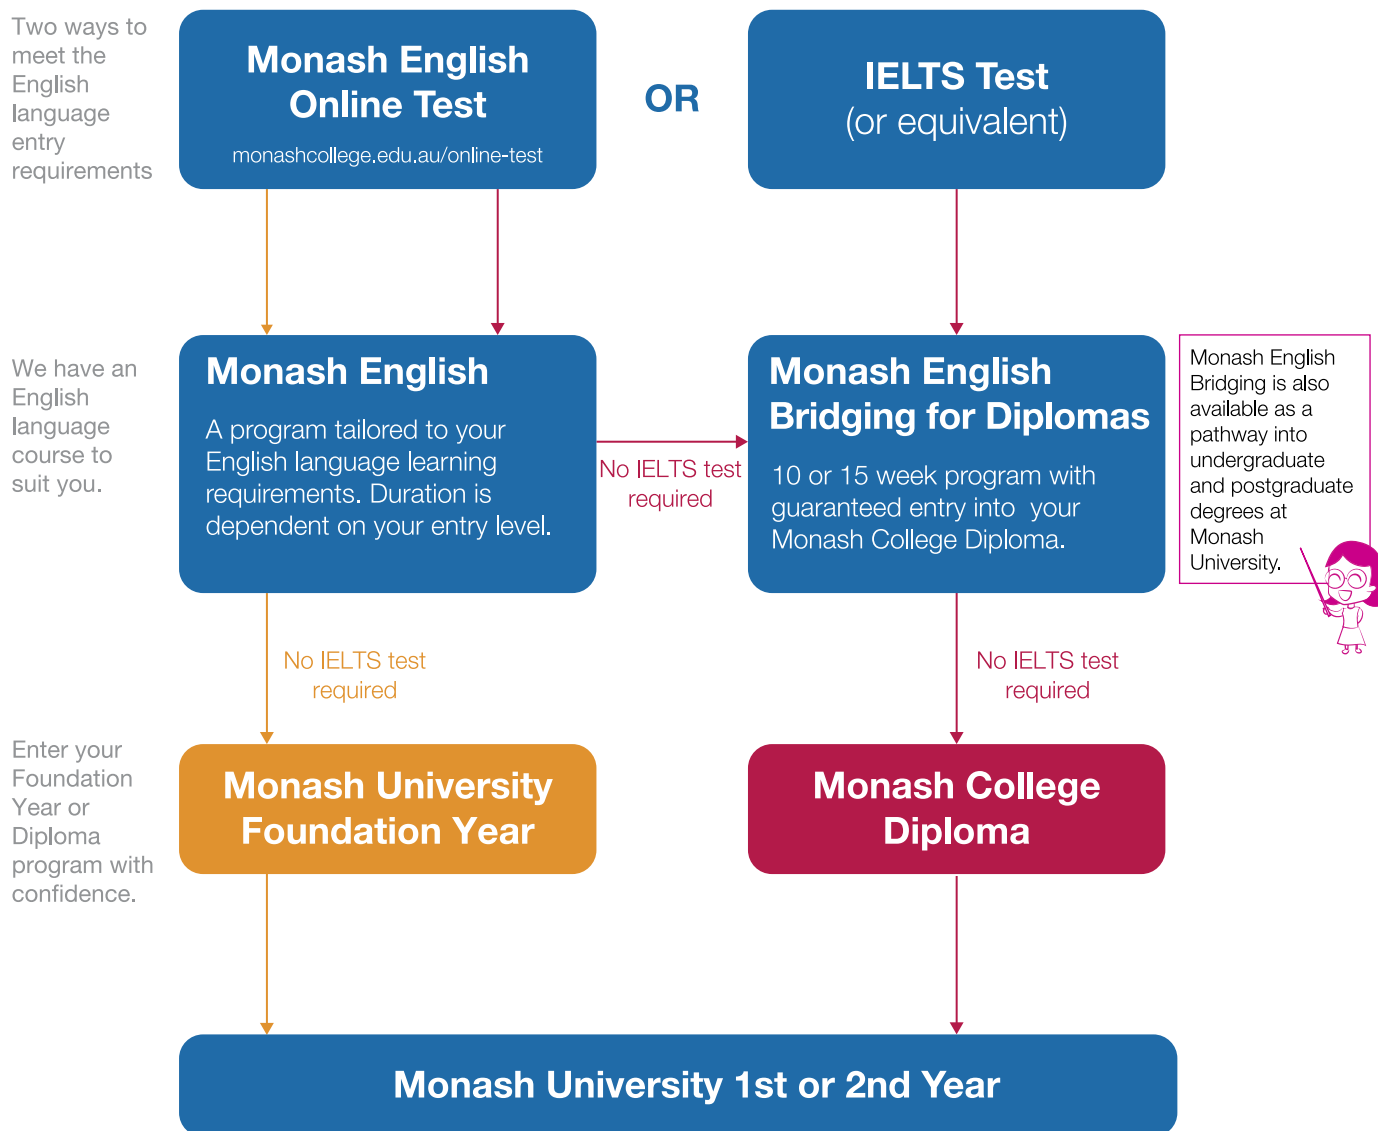 Two ways to
meet the
English
language
entry
requirements
Monash English
Online Test
monashcollege.edu.au/online-test
OR
IELTS Test
(or equivalent)
We have an
English
language
course to
suit you.
Monash English
A program tailored to your
English language learning
requirements. Duration is
dependent on your entry level.
No IELTS test
required
Monash English
Bridging for Diplomas
10 or 15 week program with
guaranteed entry into your
Monash College Diploma.
Monash English
Bridging is also
available as a
pathway into
undergraduate
and postgraduate
degrees at
Monash
University.
No IELTS test
required
No IELTS test
required
Enter your
Foundation
Year or
Diploma
program with
confidence.
Monash University
Foundation Year
Monash College
Diploma
Monash University 1st or 2nd Year